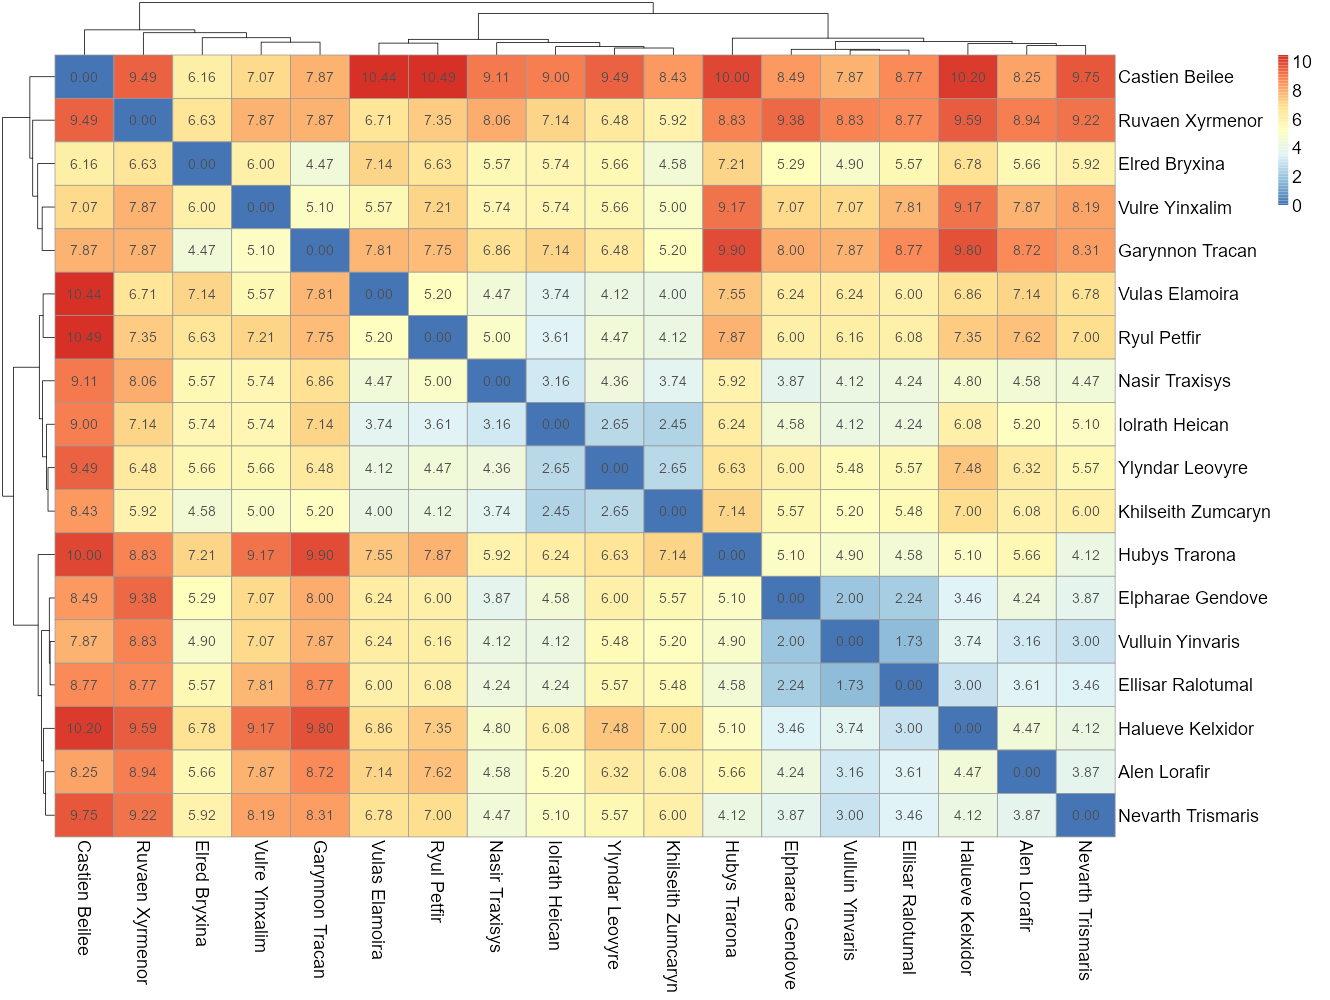 0.00 9.49 6.16 7.07 7.87 10.44 10.49 9.11 9.00 9.49 8.43 10.00 8.49 7.87 8.77 10.20 8.25 9.75 Castien Beilee
9.49 0.00 6.63 7.87 7.87 6.71 7.35 8.06 7.14 6.48 5.92 8.83 9.38 8.83 8.77 9.59 8.94 9.22 Ruvaen Xyrmenor
6.16 6.63 0.00 6.00 4.47 7.14 6.63 5.57 5.74 5.66 4.58 7.21 5.29 4.90 5.57 6.78 5.66 5.92 Elred Bryxina
7.07 7.87 6.00 0.00 5.10 5.57 7.21 5.74 5.74 5.66 5.00 9.17 7.07 7.07 7.81 9.17 7.87 8.19 Vulre Yinxalim
7.87 7.87 4.47 5.10 0.00 7.81 7.75 6.86 7.14 6.48 5.20 9.90 8.00 7.87 8.77 9.80 8.72 8.31 Garynnon Tracan
10.44 6.71 7.14 5.57 7.81 0.00 5.20 4.47 3.74 4.12 4.00 7.55 6.24 6.24 6.00 6.86 7.14 6.78 Vulas Elamoira
10.49 7.35 6.63 7.21 7.75 5.20 0.00 5.00 3.61 4.47 4.12 7.87 6.00 6.16 6.08 7.35 7.62 7.00 Ryul Petfir
9.11 8.06 5.57 5.74 6.86 4.47 5.00 0.00 3.16 4.36 3.74 5.92 3.87 4.12 4.24 4.80 4.58 4.47 Nasir Traxisys
9.00 7.14 5.74 5.74 7.14 3.74 3.61 3.16 0.00 2.65 2.45 6.24 4.58 4.12 4.24 6.08 5.20 5.10 Iolrath Heican
9.49 6.48 5.66 5.66 6.48 4.12 4.47 4.36 2.65 0.00 2.65 6.63 6.00 5.48 5.57 7.48 6.32 5.57 Ylyndar Leovyre
8.43 5.92 4.58 5.00 5.20 4.00 4.12 3.74 2.45 2.65 0.00 7.14 5.57 5.20 5.48 7.00 6.08 6.00 Khilseith Zumcaryn
10.00 8.83 7.21 9.17 9.90 7.55 7.87 5.92 6.24 6.63 7.14 0.00 5.10 4.90 4.58 5.10 5.66 4.12 Hubys Trarona
8.49 9.38 5.29 7.07 8.00 6.24 6.00 3.87 4.58 6.00 5.57 5.10 0.00 2.00 2.24 3.46 4.24 3.87 Elpharae Gendove
7.87 8.83 4.90 7.07 7.87 6.24 6.16 4.12 4.12 5.48 5.20 4.90 2.00 0.00 1.73 3.74 3.16 3.00 Vulluin Yinvaris
8.77 8.77 5.57 7.81 8.77 6.00 6.08 4.24 4.24 5.57 5.48 4.58 2.24 1.73 0.00 3.00 3.61 3.46 Ellisar Ralotumal
10.20 9.59 6.78 9.17 9.80 6.86 7.35 4.80 6.08 7.48 7.00 5.10 3.46 3.74 3.00 0.00 4.47 4.12 Halueve Kelxidor
8.25 8.94 5.66 7.87 8.72 7.14 7.62 4.58 5.20 6.32 6.08 5.66 4.24 3.16 3.61 4.47 0.00 3.87 Alen Lorafir
9.75 9.22 5.92 8.19 8.31 6.78 7.00 4.47 5.10 5.57 6.00 4.12 3.87 3.00 3.46 4.12 3.87 0.00 Nevarth Trismaris
Castien Beilee
Ruvaen Xyrmenor
Elred Bryxina
Vulre Yinxalim
Garynnon Tracan
Vulas Elamoira
Ryul Petfir
Nasir Traxisys
Iolrath Heican
Ylyndar Leovyre
Khilseith Zumcaryn
Hubys Trarona
Elpharae Gendove
Vulluin Yinvaris
Ellisar Ralotumal
Halueve Kelxidor
Alen Lorafir
Nevarth Trismaris
10
8
6
4
2
0